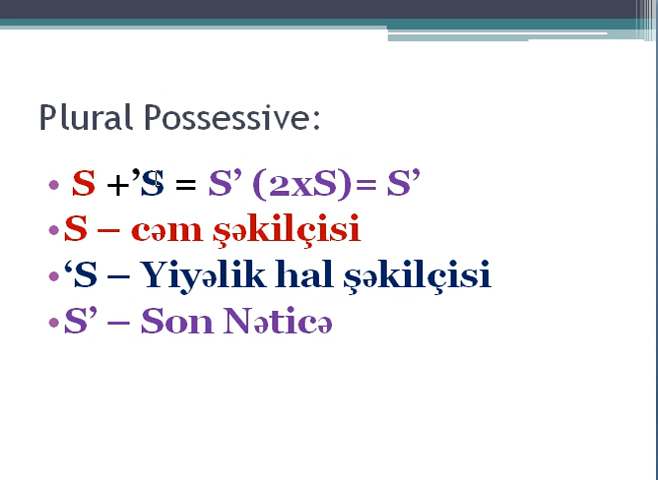 Plural Possessive:
• S +’S = S’ (2xS)= S’
• S – cəm şəkilçisi
• ‘S – Yiyəlik hal şəkilçisi
• S’ – Son Nəticə